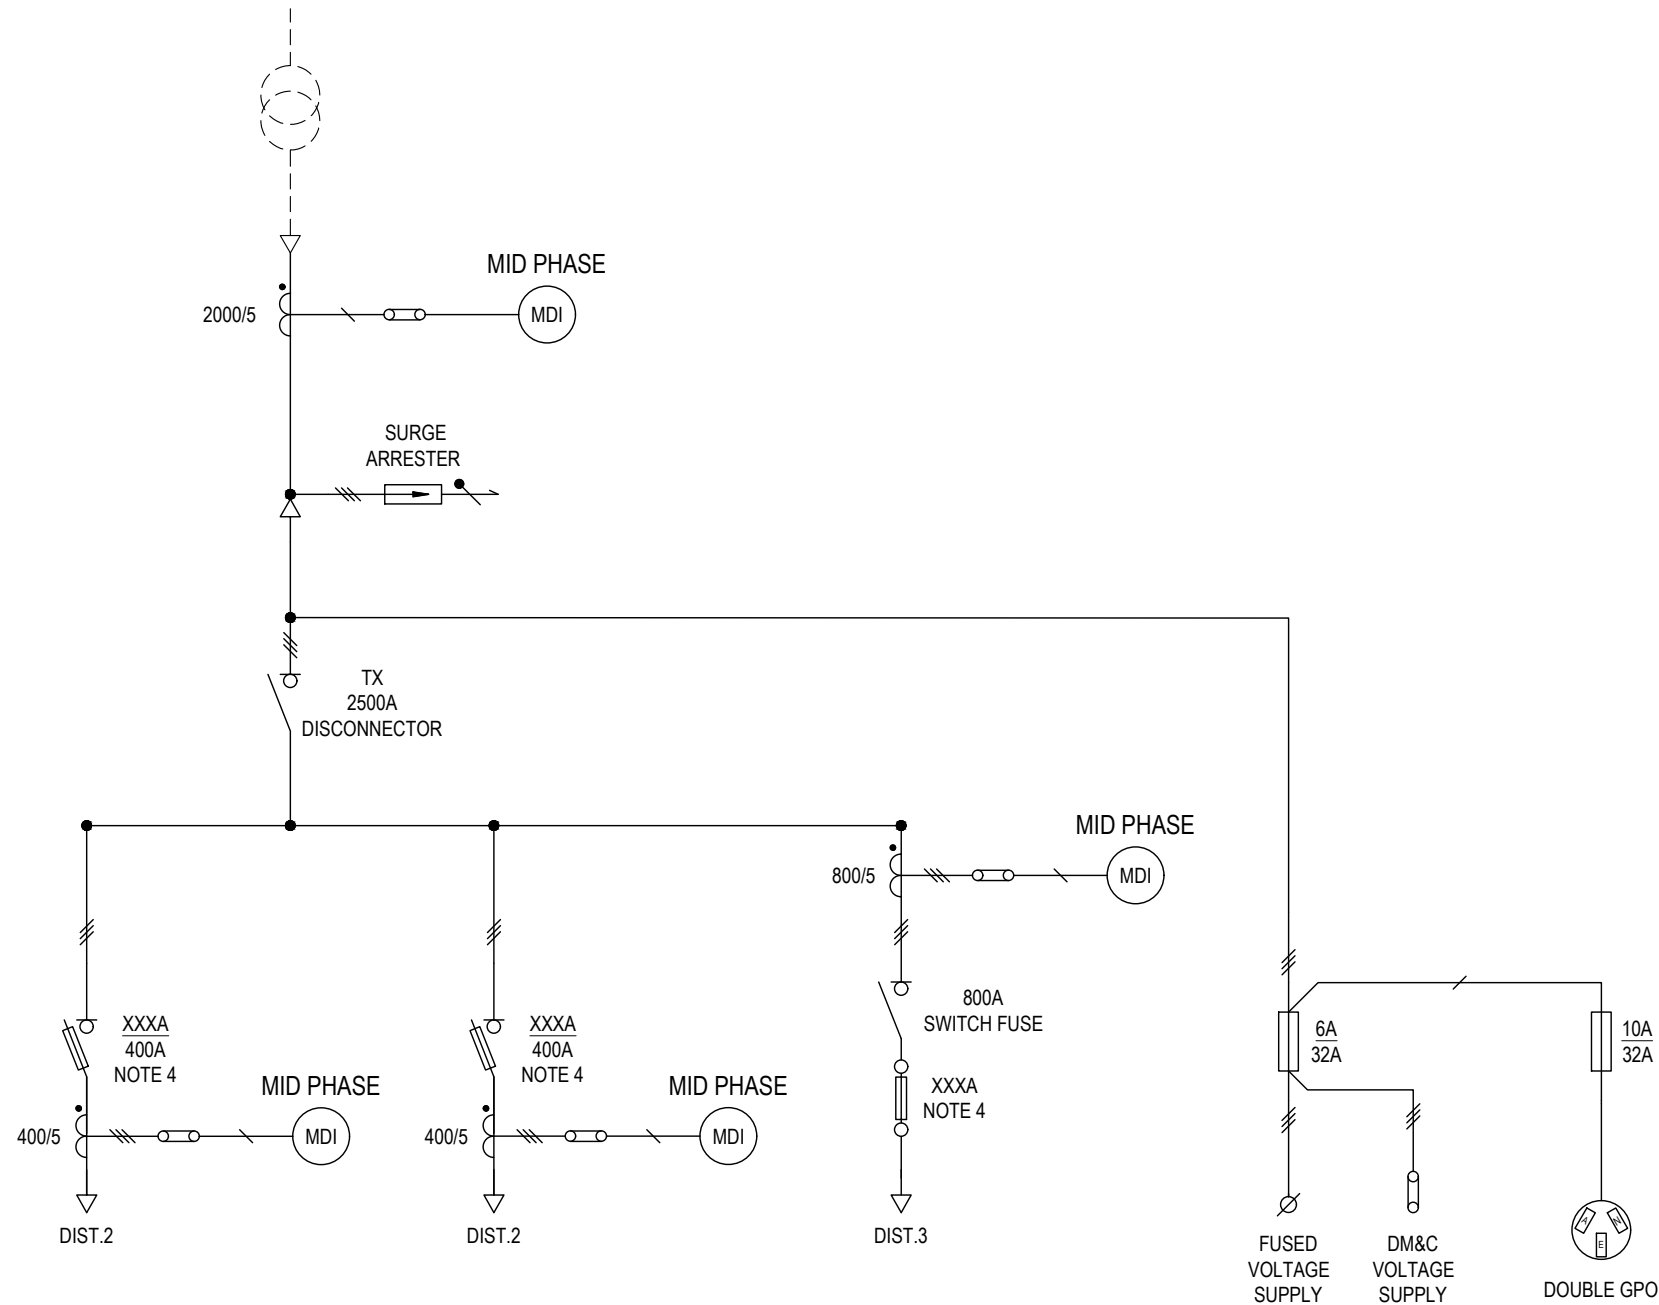 MID PHASE
2000/5
MDI
SURGE
ARRESTER
TX
2500A
DISCONNECTOR
MID PHASE
800/5
MDI
XXXA
400A
NOTE 4
MID PHASE
400/5
MDI
DIST.2
XXXA
400A
NOTE 4
MID PHASE
400/5
MDI
DIST.2
800A
SWITCH FUSE
XXXA
NOTE 4
DIST.3
6A
32A
10A
32A
FUSED
VOLTAGE
SUPPLY
DM&C
VOLTAGE
SUPPLY
A
N
E
DOUBLE GPO